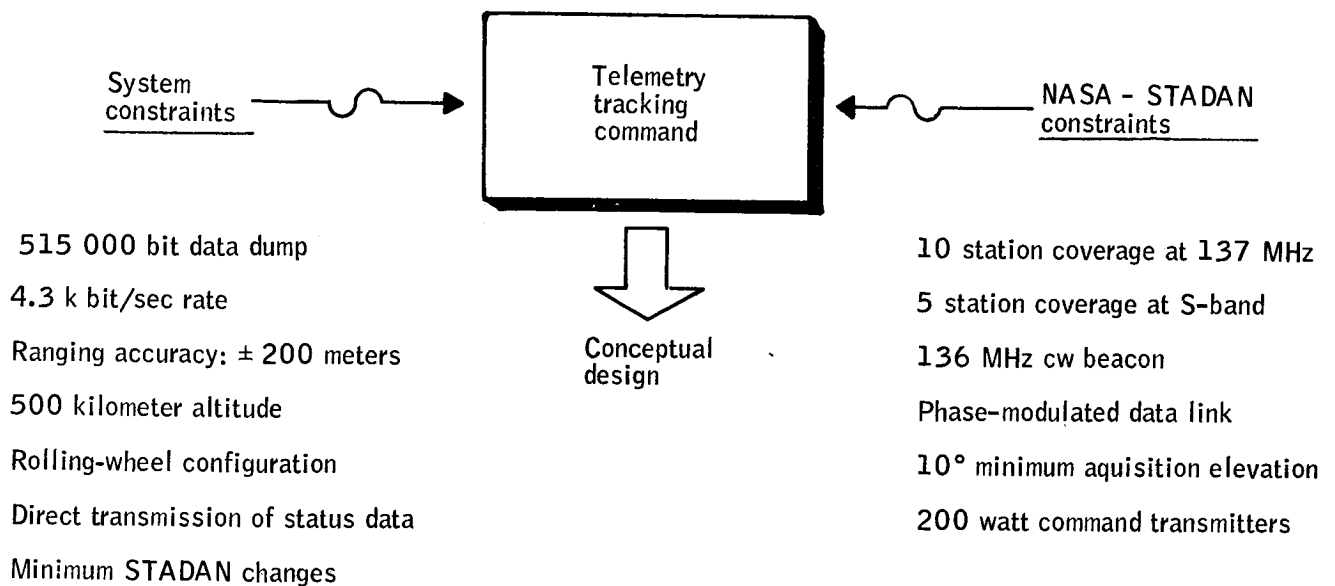 System
constraints
Telemetry
tracking
command
NASA - STADAN
constraints
515 000 bit data dump
4.3 k bit/sec rate
Ranging accuracy: ± 200 meters
500 kilometer altitude
Rolling-wheel configuration
Direct transmission of status data
Minimum STADAN changes
Conceptual
design
10 station coverage at 137 MHz
5 station coverage at S-band
136 MHz cw beacon
Phase-modulated data link
10° minimum aquisition elevation
200 watt command transmitters